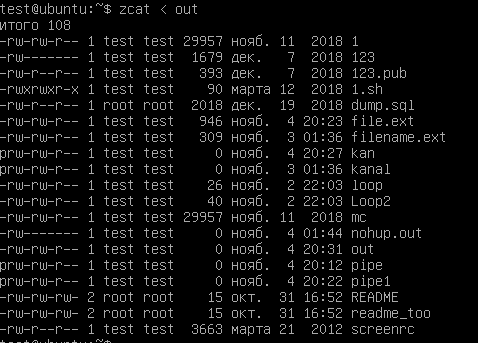 test@ubuntu:~$ zcat < out
итого 108
-rw-rw-r-- 1 test test 29957 нояб. 11  2018 1
-rw------- 1 test test  1679 дек.   7  2018 123
-rw-r--r-- 1 test test   393 дек.   7  2018 123.pub
-rwxrwxr-x 1 test test    90 марта 12  2018 1.sh
-rw-r--r-- 1 root root  2018 дек.  19  2018 dump.sql
-rw-rw-r-- 1 test test   946 нояб.  4 20:23 file.ext
-rw-rw-r-- 1 test test   309 нояб.  3 01:36 filename.ext
prw-rw-r-- 1 test test     0 нояб.  4 20:27 kan
prw-rw-r-- 1 test test     0 нояб.  3 01:36 kanal
-rw-rw-r-- 1 test test    26 нояб.  2 22:03 loop
-rw-rw-r-- 1 test test    40 нояб.  2 22:03 Loop2
-rw-rw-r-- 1 test test 29957 нояб. 11  2018 mc
-rw------- 1 test test     0 нояб.  4 01:44 nohup.out
-rw-rw-r-- 1 test test     0 нояб.  4 20:31 out
prw-rw-r-- 1 test test     0 нояб.  4 20:12 pipe
prw-rw-r-- 1 test test     0 нояб.  4 20:22 pipe1
-rw-rw-rw- 2 root root    15 окт.  31 16:52 README
-rw-rw-rw- 2 root root    15 окт.  31 16:52 readme_too
-rw-r--r-- 1 test test  3663 марта 21  2012 screenrc
test@ubuntu:~$